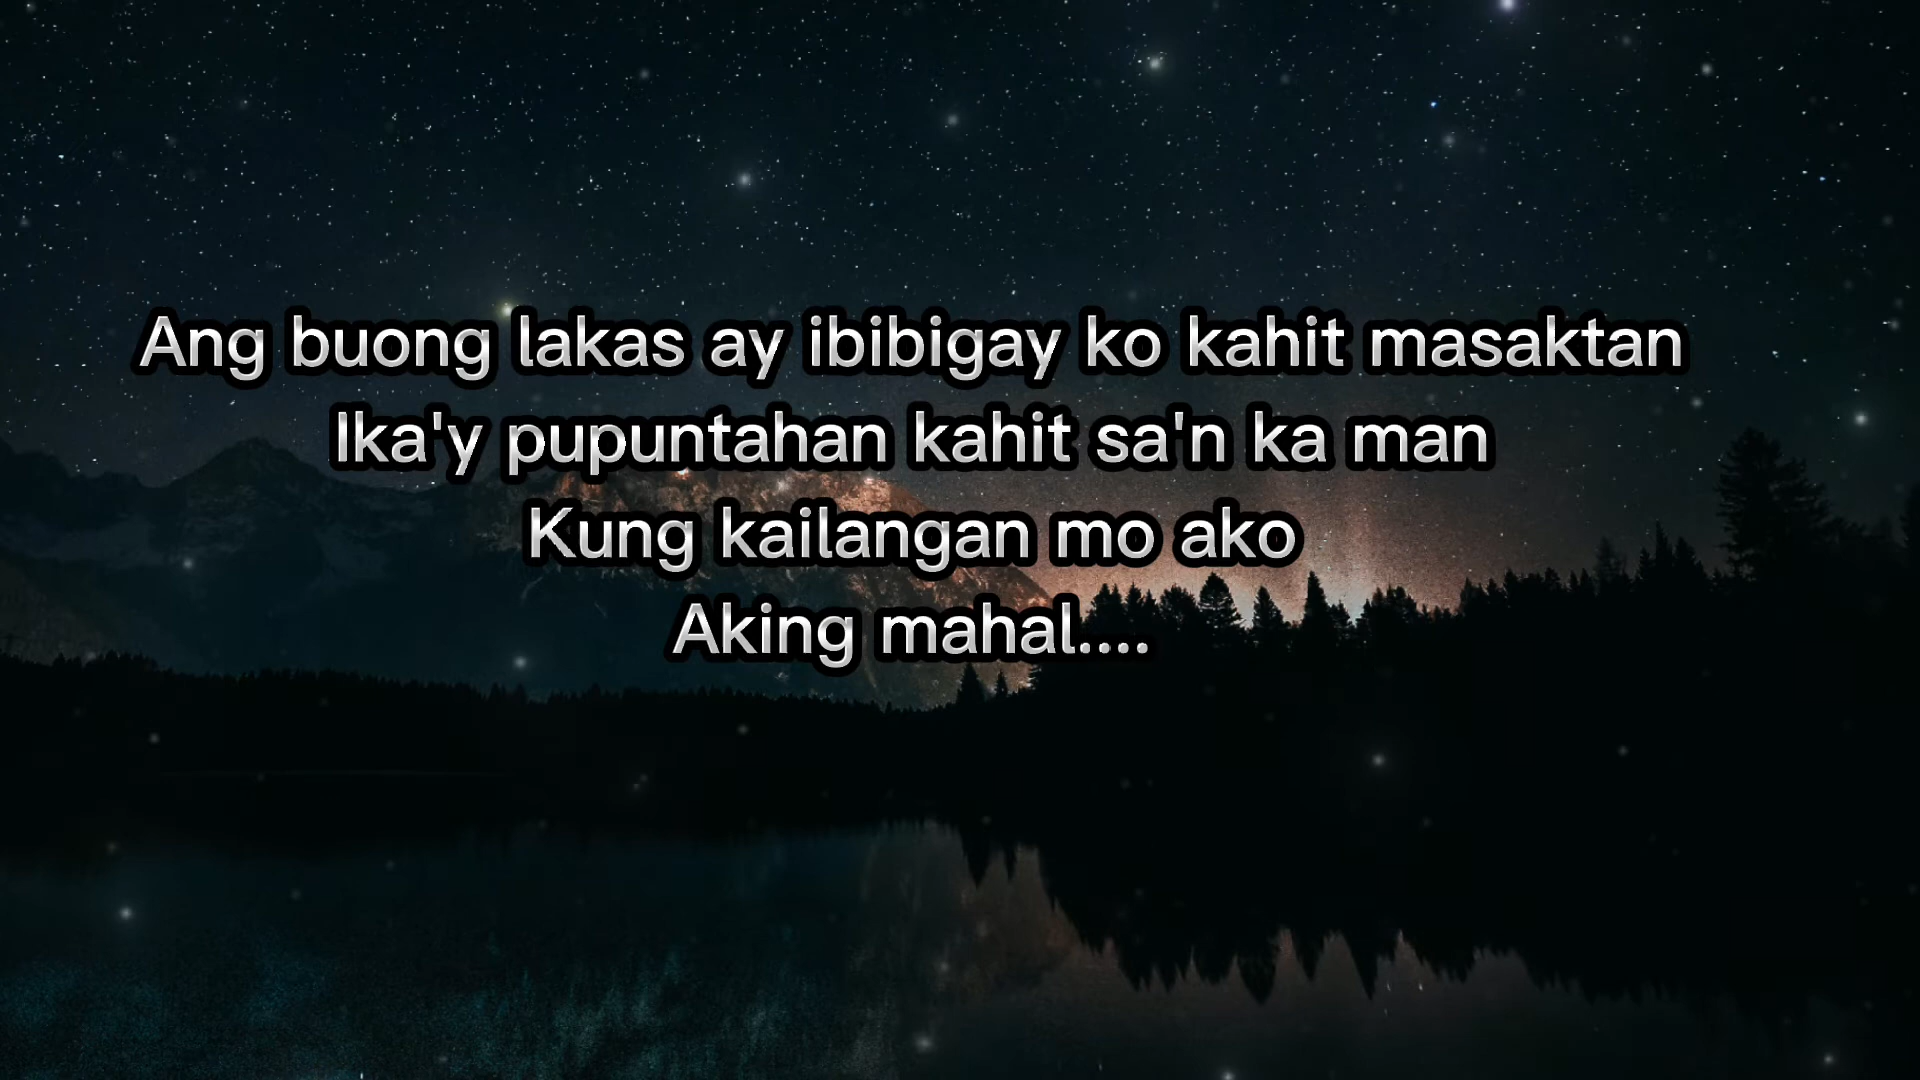 Ang buong lakas ay ibibigay ko kahit masaktan
Ika'y pupuntahan kahit sa'n ka man
Kung kailangan mo ako
Aking mahal....